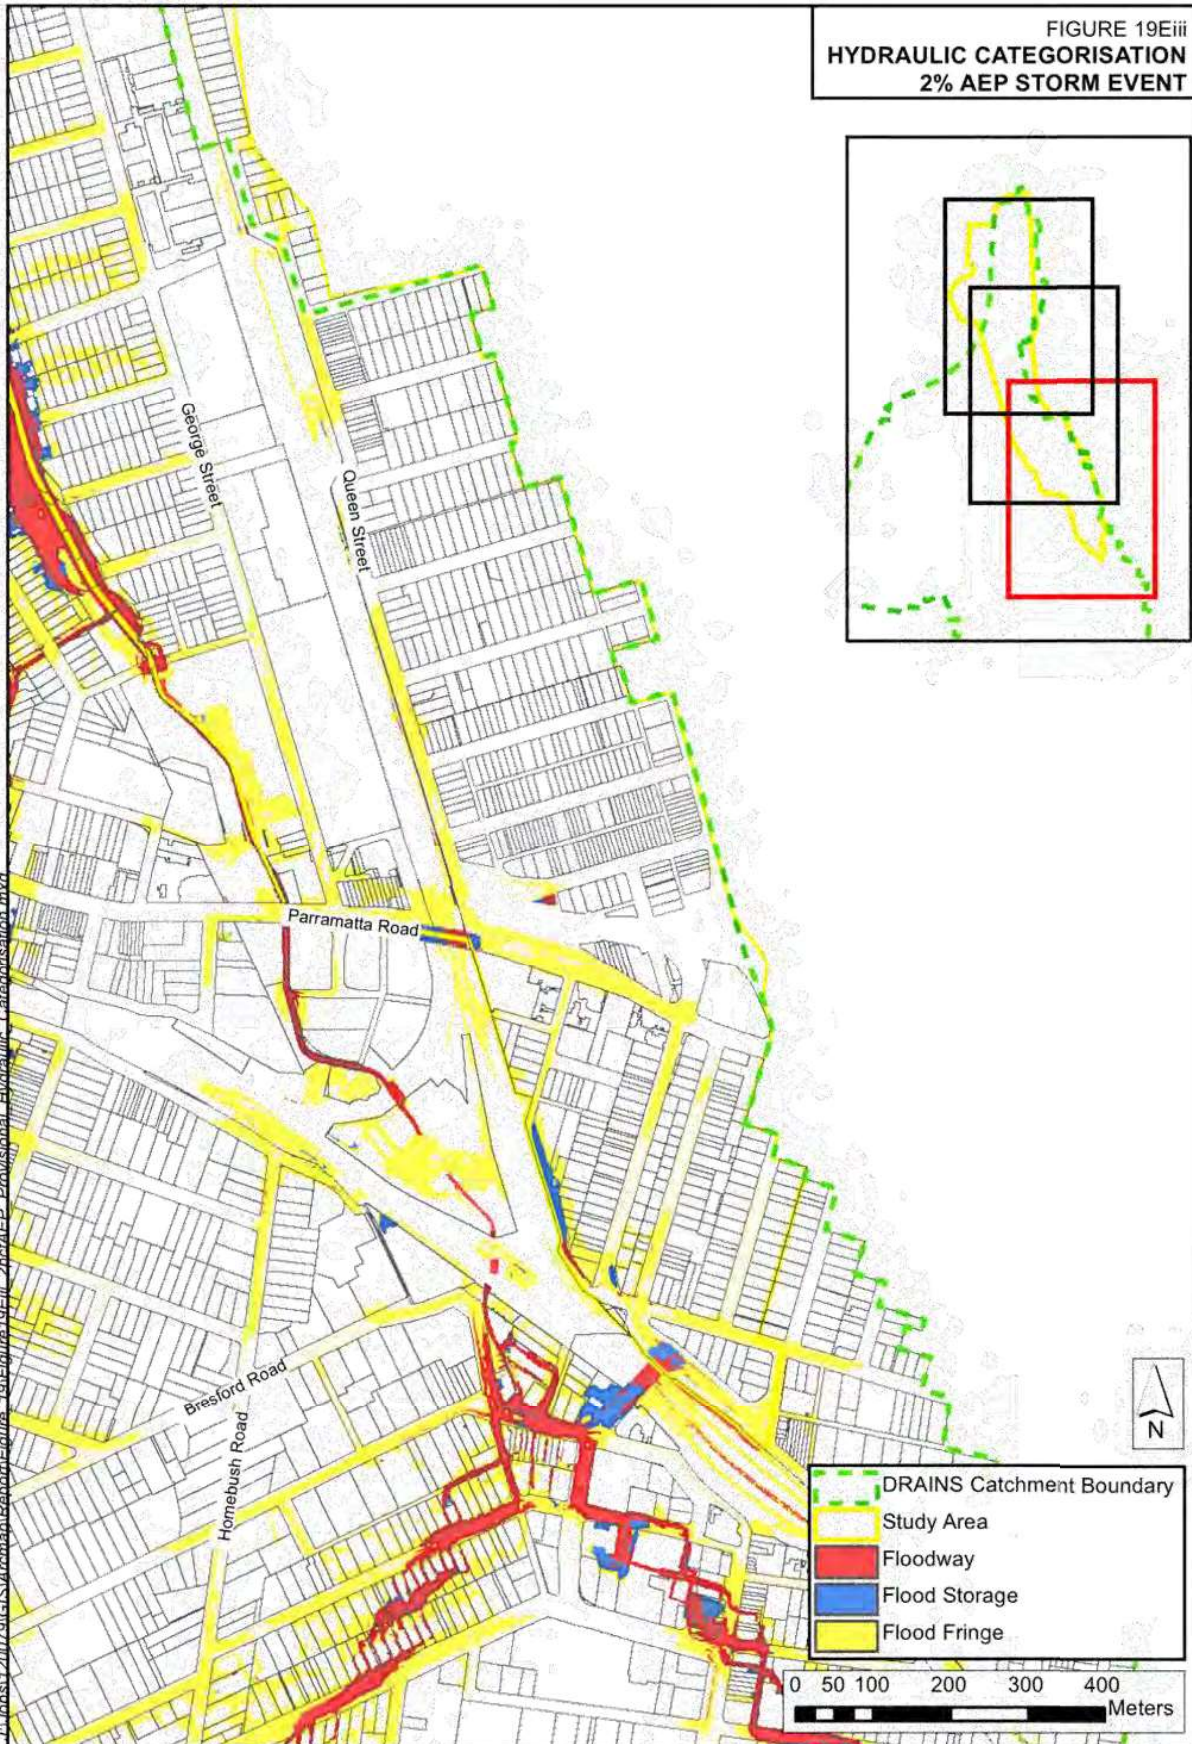 FIGURE 19Eiii
HYDRAULIC CATEGORISATION
2% AEP STORM EVENT
George Street
Queen Street
Parramatta Road
Bresford Road
Homebush Road
N
DRAINS Catchment Boundary
Study Area
Floodway
Flood Storage
Flood Fringe
0 50 100 200 300 400
Meters